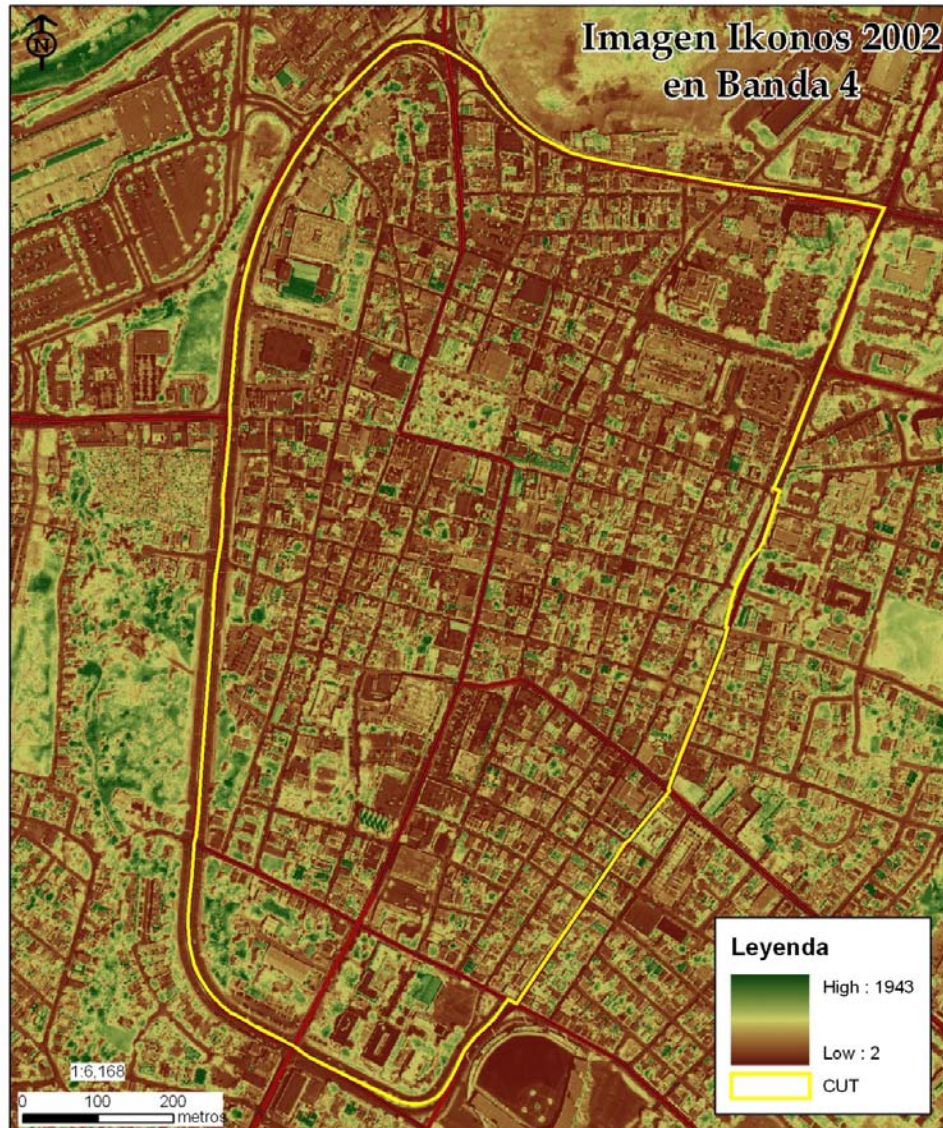 N
Imagen Ikonos 2002
en Banda 4
Leyenda
High : 1943
Low : 2
CUT
1:6,168
0 100 200
metros